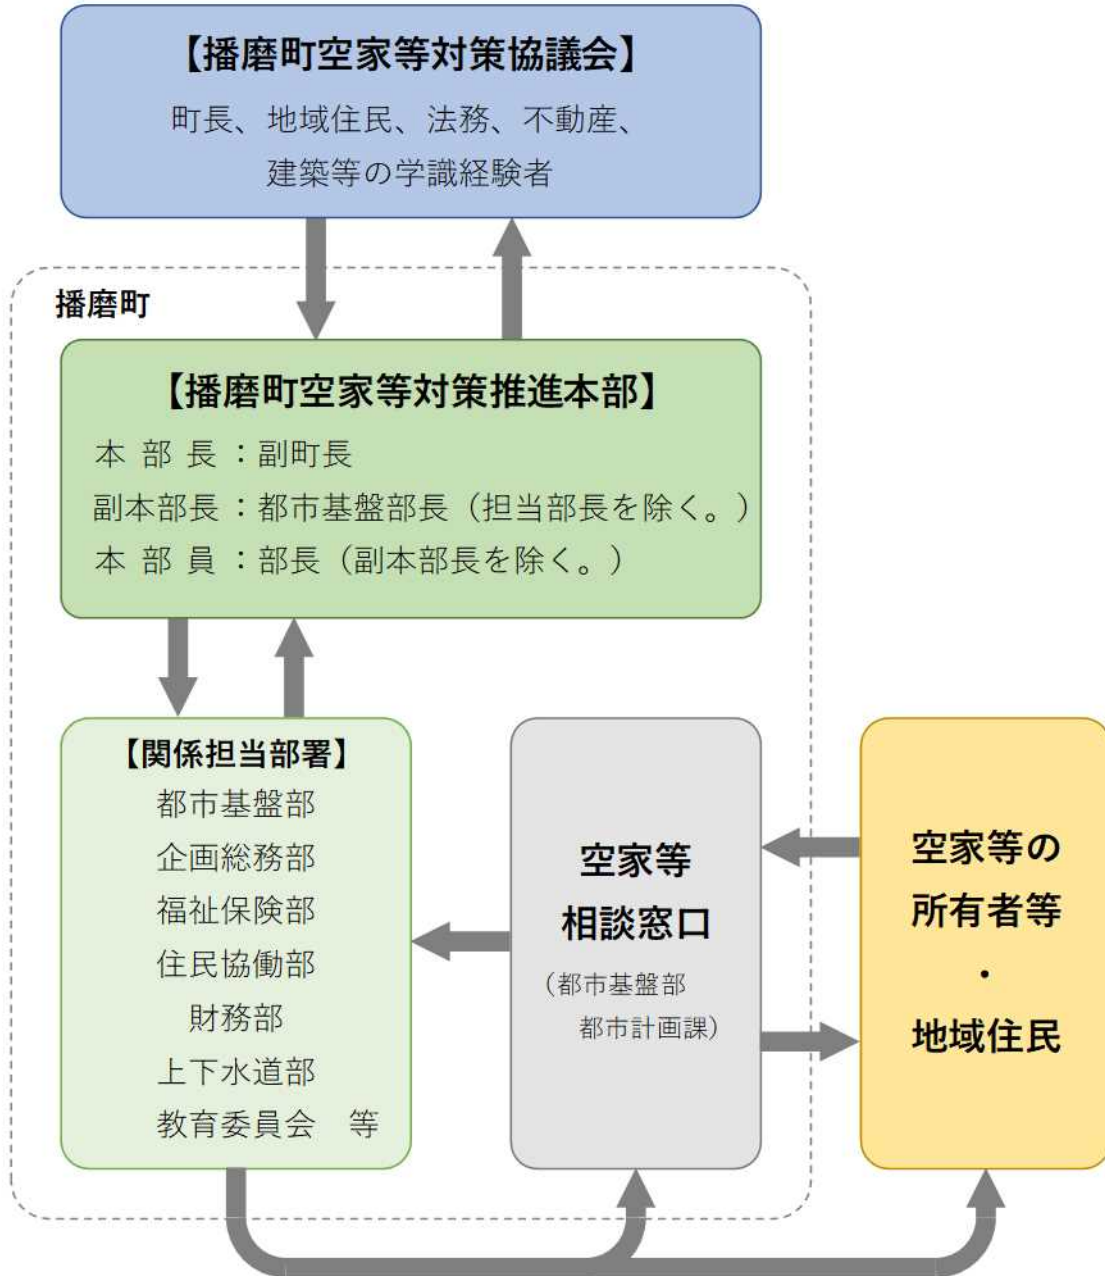 【播磨町空家等対策協議会】
町長、地域住民、法務、不動産、
建築等の学識経験者
播磨町
【播磨町空家等対策推進本部】
本 部 長 ：副町長
副本部長 ：都市基盤部長（担当部長を除く。）
本 部 員 ：部長（副本部長を除く。）
【関係担当部署】
都市基盤部
企画総務部
福祉保険部
住民協働部
財務部
上下水道部
教育委員会　等
空家等
相談窓口
（都市基盤部
都市計画課）
空家等の
所有者等
・
地域住民